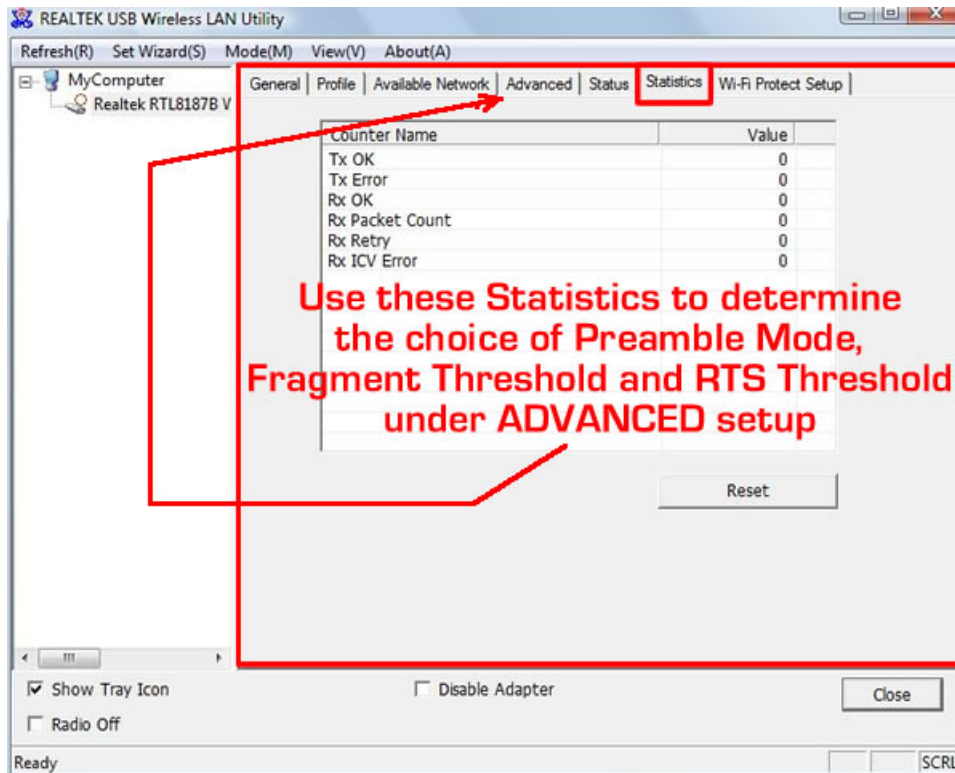 REALTEK USB Wireless LAN Utility
Refresh(R) Set Wizard(S) Mode(M) View(V) About(A)
MyComputer
Realtek RTL8187B V
General Profile Available Network Advanced Status Statistics Wi-Fi Protect Setup
Counter Name Value
Tx OK 0
Tx Error 0
Rx OK 0
Rx Packet Count 0
Rx Retry 0
Rx ICV Error 0
Use these Statistics to determine
the choice of Preamble Mode,
Fragment Threshold and RTS Threshold
under ADVANCED setup
Reset
Show Tray Icon
Disable Adapter
Close
Radio Off
Ready
SCRL